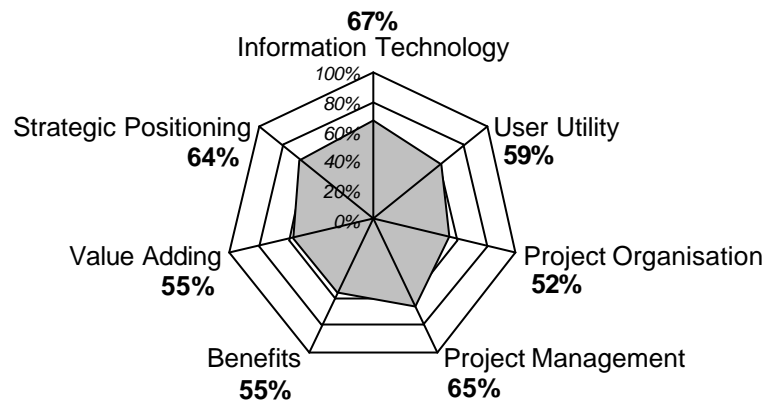 67%
Information Technology
100%
80%
60%
40%
20%
0%
User Utility
59%
Project Organisation
52%
Project Management
65%
Benefits
55%
Value Adding
55%
Strategic Positioning
64%